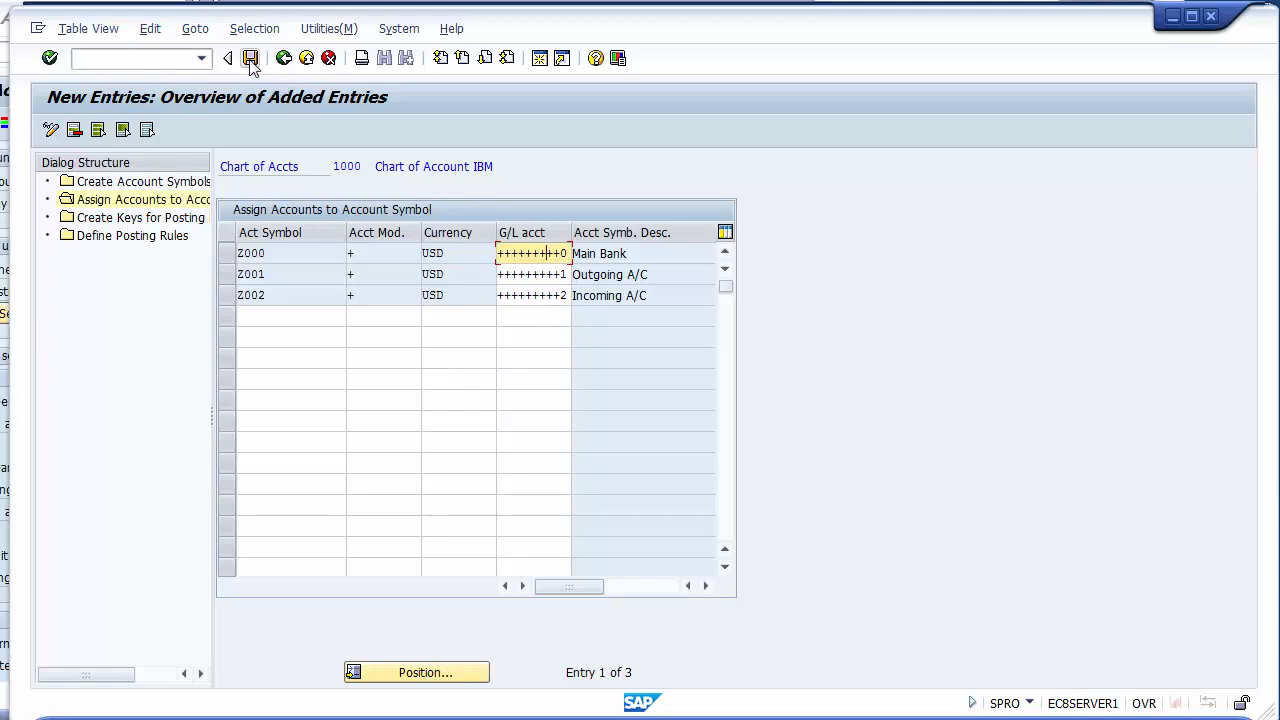 Table View Edit Goto Selection Utilities(M) System Help
New Entries: Overview of Added Entries
Dialog Structure
Create Account Symbols
Assign Accounts to Acco
Create Keys for Posting
Define Posting Rules
Chart of Accts 1000 Chart of Account IBM
Assign Accounts to Account Symbol
Act Symbol Acct Mod. Currency G/L acct Acct Symb. Desc.
Z000 + USD +++++++++0 Main Bank
Z001 + USD +++++++++1 Outgoing A/C
Z002 + USD +++++++++2 Incoming A/C
Position... Entry 1 of 3
SAP
SPRO EC8SERVER1 OVR